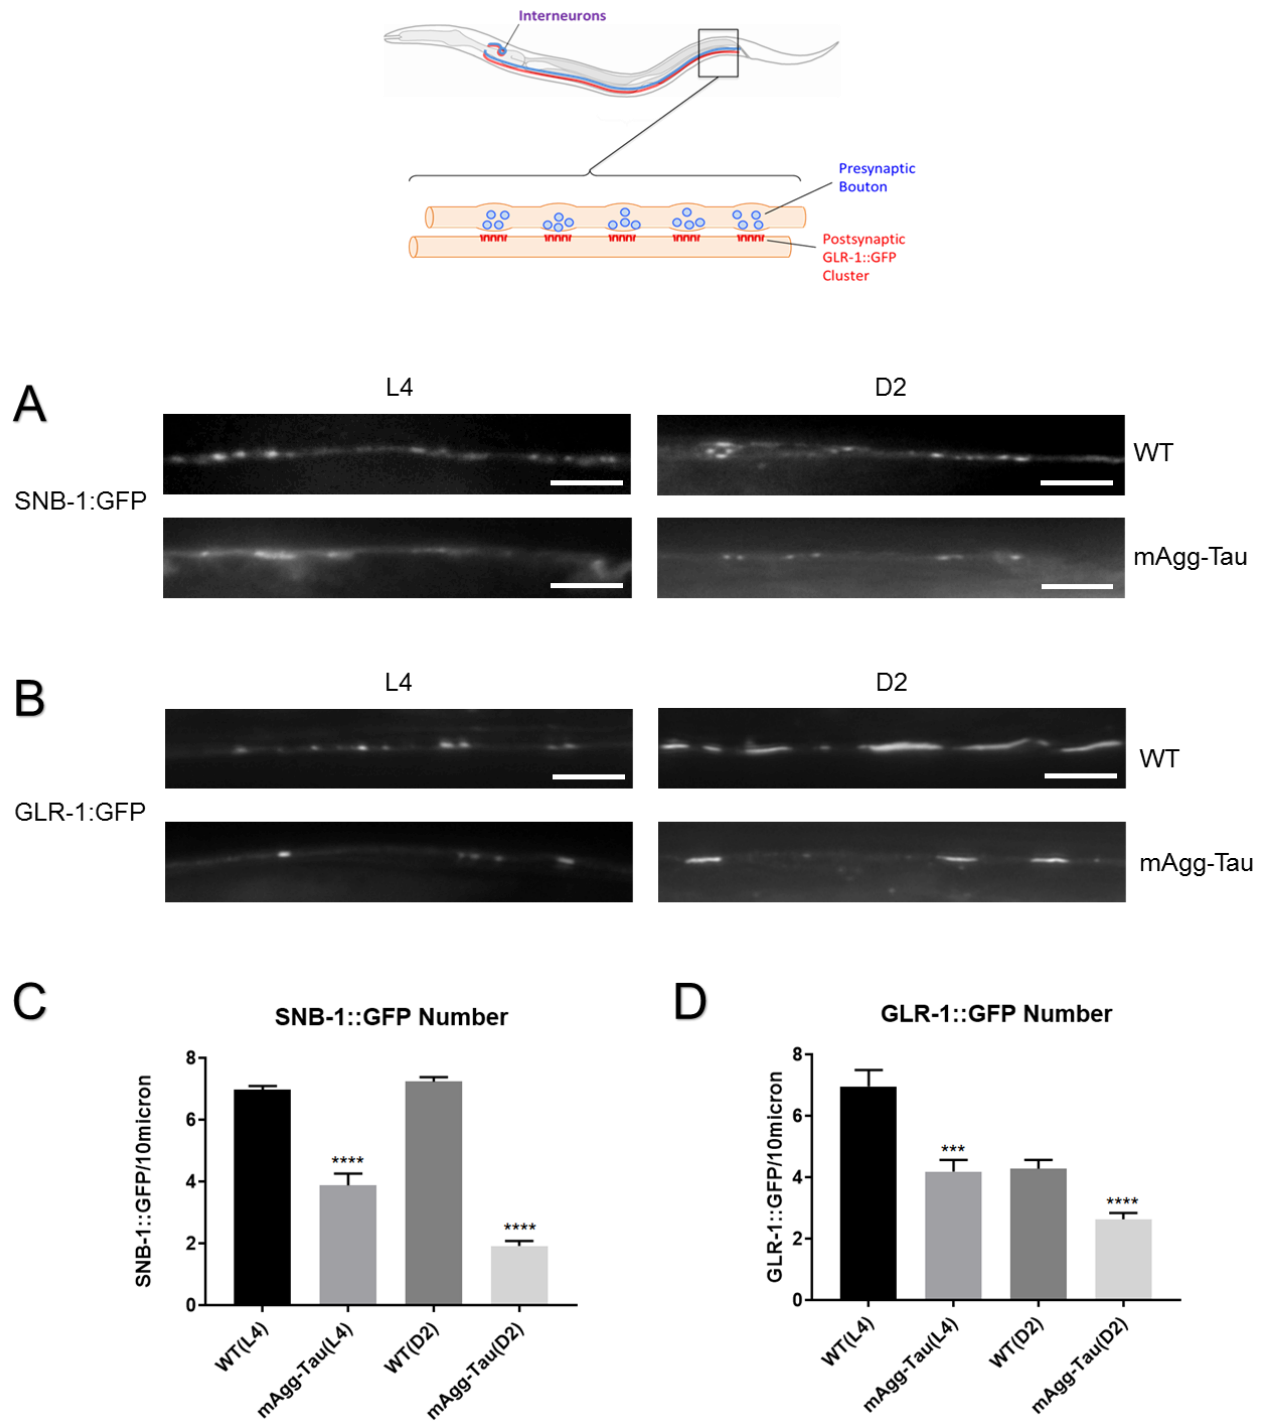 Interneurons
Presynaptic
Bouton
Postsynaptic
GLR-1::GFP
Cluster
A
L4
D2
WT
SNB-1:GFP
mAgg-Tau
B
L4
D2
WT
GLR-1:GFP
mAgg-Tau
C
SNB-1::GFP Number
SNB-1::GFP/10micron
8
6
4
2
0
****
****
WT(L4)
mAgg-Tau(L4)
WT(D2)
mAgg-Tau(D2)
D
GLR-1::GFP Number
GLR-1::GFP/10micron
8
6
4
2
0
***
****
WT(L4)
mAgg-Tau(L4)
WT(D2)
mAgg-Tau(D2)